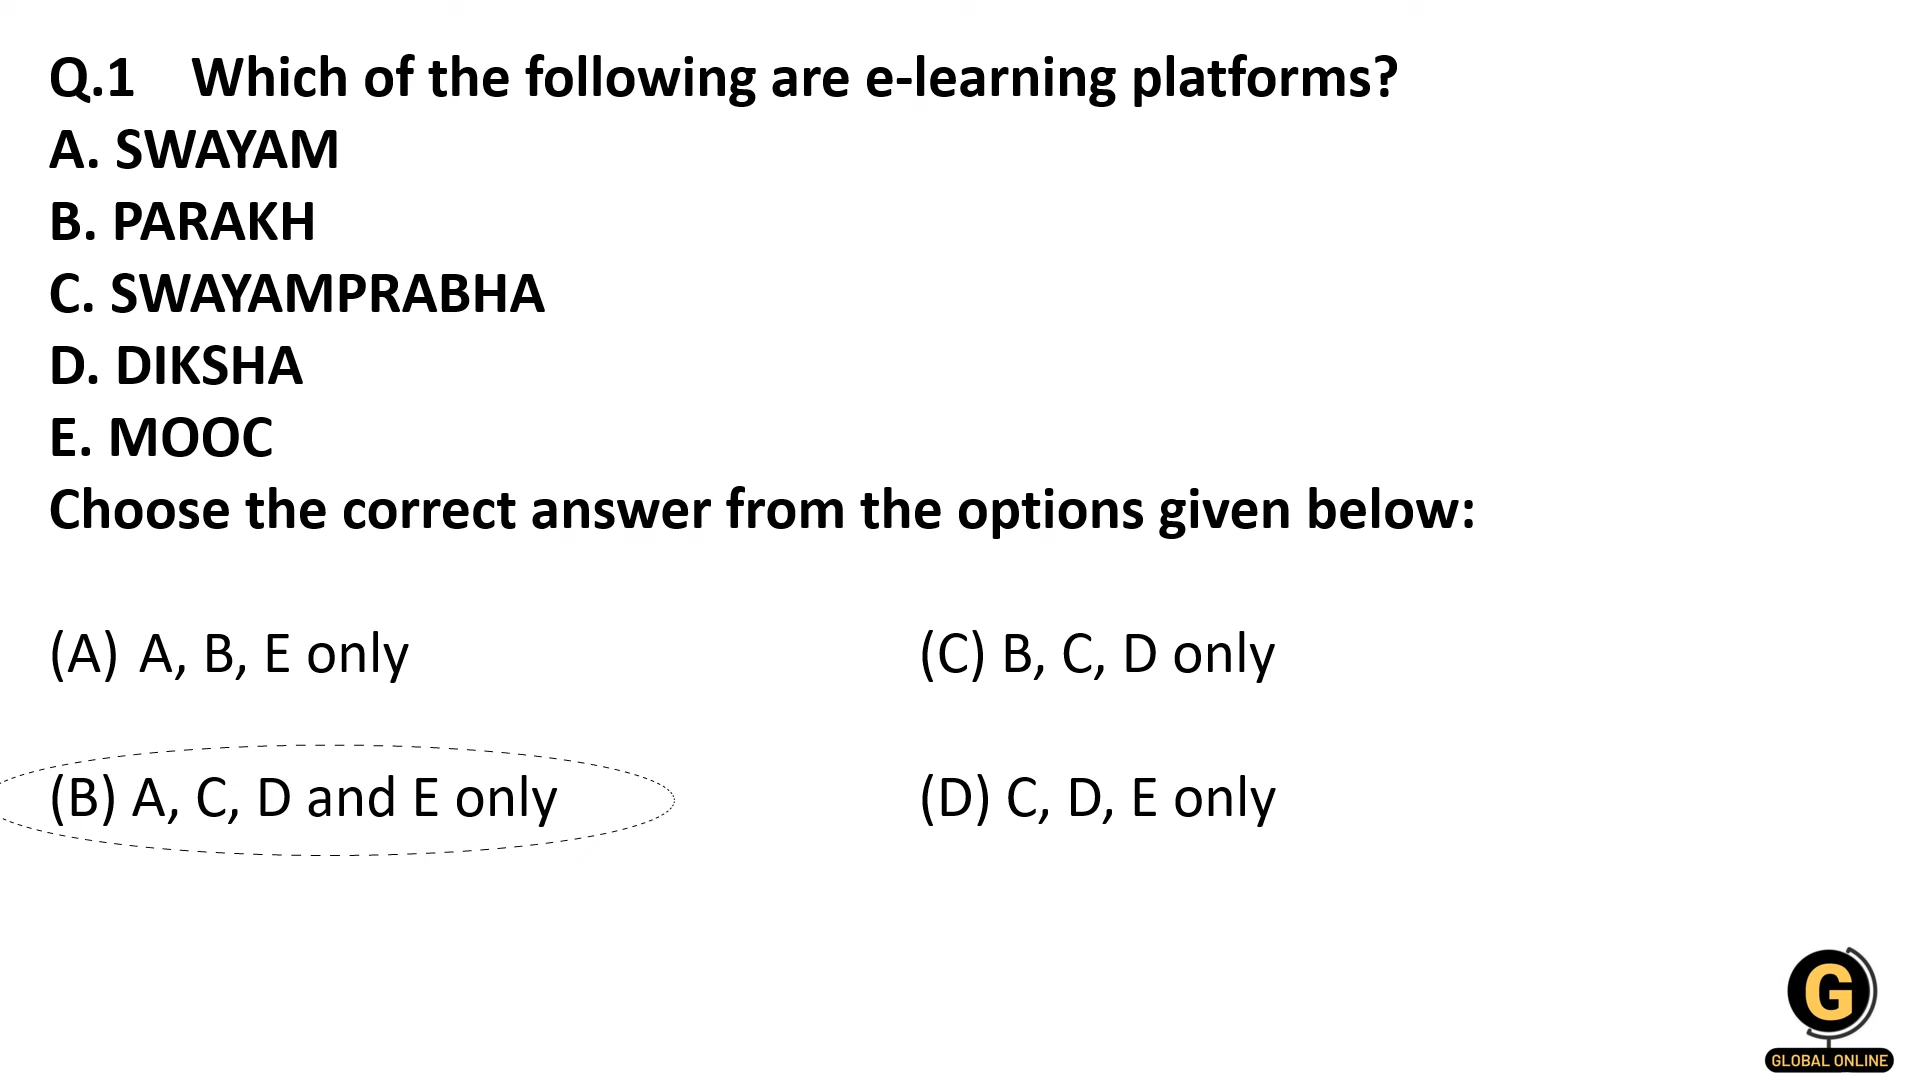 Q.1 Which of the following are e-learning platforms?
A. SWAYAM
B. PARAKH
C. SWAYAMPRABHA
D. DIKSHA
E. MOOC
Choose the correct answer from the options given below:
(A) A, B, E only
(C) B, C, D only
(B) A, C, D and E only
(D) C, D, E only
G
GLOBAL ONLINE